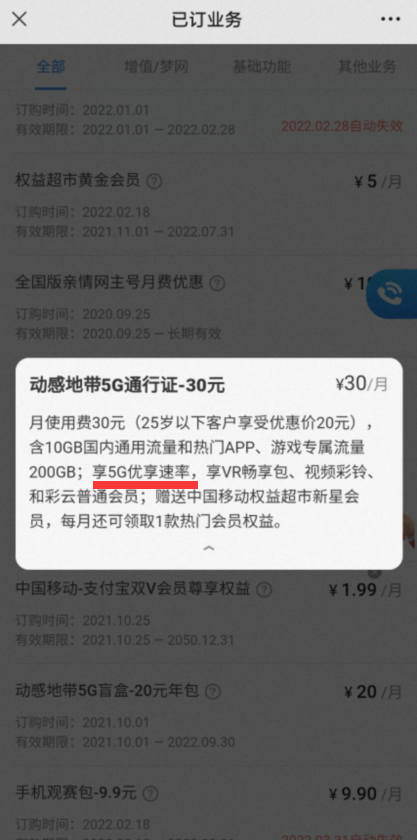 已订业务
全部
增值/梦网
基础功能
其他业务
订购时间：2022.01.01
有效期限：2022.01.01 — 2022.02.28
2022.02.28自动失效
权益超市黄金会员
¥ 5 /月
订购时间：2022.02.18
有效期限：2021.11.01 — 2022.07.31
全国版亲情网主号月费优惠
¥ 1
订购时间：2020.09.25
有效期限：2020.09.25 — 长期有效
动感地带5G通行证-30元
¥30/月
月使用费30元（25岁以下客户享受优惠价20元），
含10GB国内通用流量和热门APP、游戏专属流量
200GB；享5G优享速率，享VR畅享包、视频彩铃、
和彩云普通会员；赠送中国移动权益超市新星会
员，每月还可领取1款热门会员权益。
中国移动-支付宝双V会员尊享权益
¥ 1.99 /月
订购时间：2021.10.25
有效期限：2021.10.25 — 2050.12.31
动感地带5G盲盒-20元年包
¥ 20 /月
订购时间：2021.10.01
有效期限：2021.10.01 — 2022.09.30
手机观赛包-9.9元
¥ 9.90 /月
订购时间：2022.02.18
2022.03.31自动失效